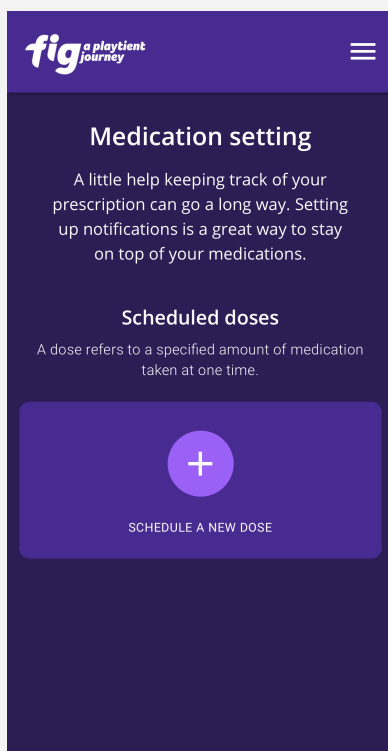 fig a playtient
journey
Medication setting
A little help keeping track of your
prescription can go a long way. Setting
up notifications is a great way to stay
on top of your medications.
Scheduled doses
A dose refers to a specified amount of medication
taken at one time.
SCHEDULE A NEW DOSE